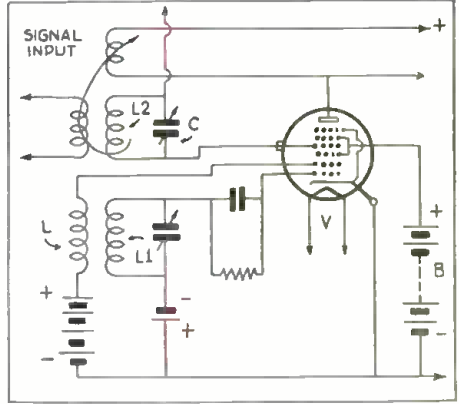 SIGNAL
INPUT
+
L2
C
L
L1
V
+
-
-
+
+
B
-